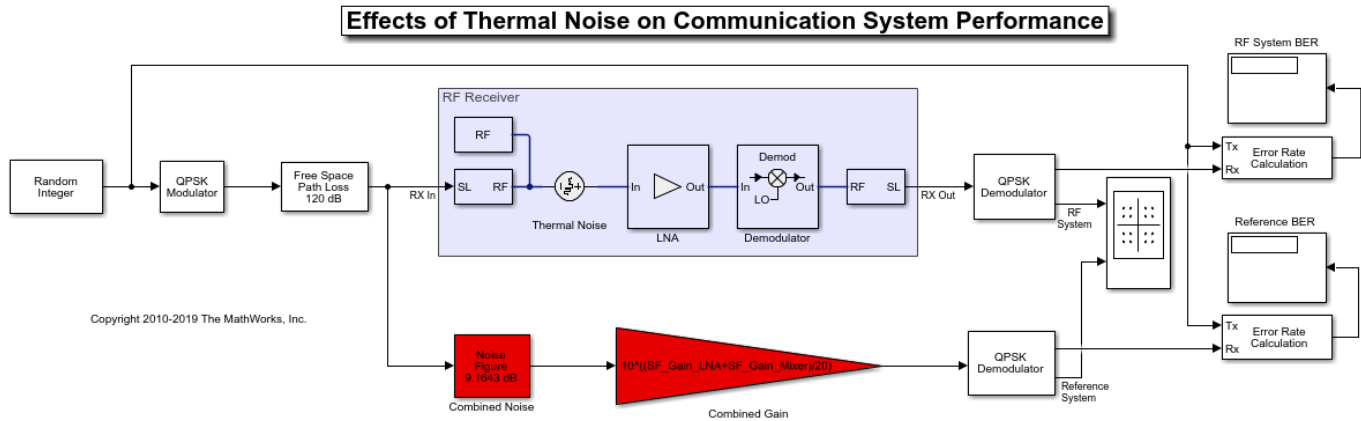 Effects of Thermal Noise on Communication System Performance
RF System BER
RF Receiver
RF
Random
Integer
QPSK
Modulator
Free Space
Path Loss
120 dB
RX In
SL
RF
Thermal Noise
In
Out
LNA
Demod
In
Out
LO
Demodulator
RF
SL
RX Out
QPSK
Demodulator
RF
System
Tx
Rx
Error Rate
Calculation
Reference BER
Copyright 2010-2019 The MathWorks, Inc.
Noise
Figure
9.1643 dB
Combined Noise
10^((SF_Gain_LNA+SF_Gain_Mixer)/20)
Combined Gain
QPSK
Demodulator
Reference
System
Tx
Rx
Error Rate
Calculation